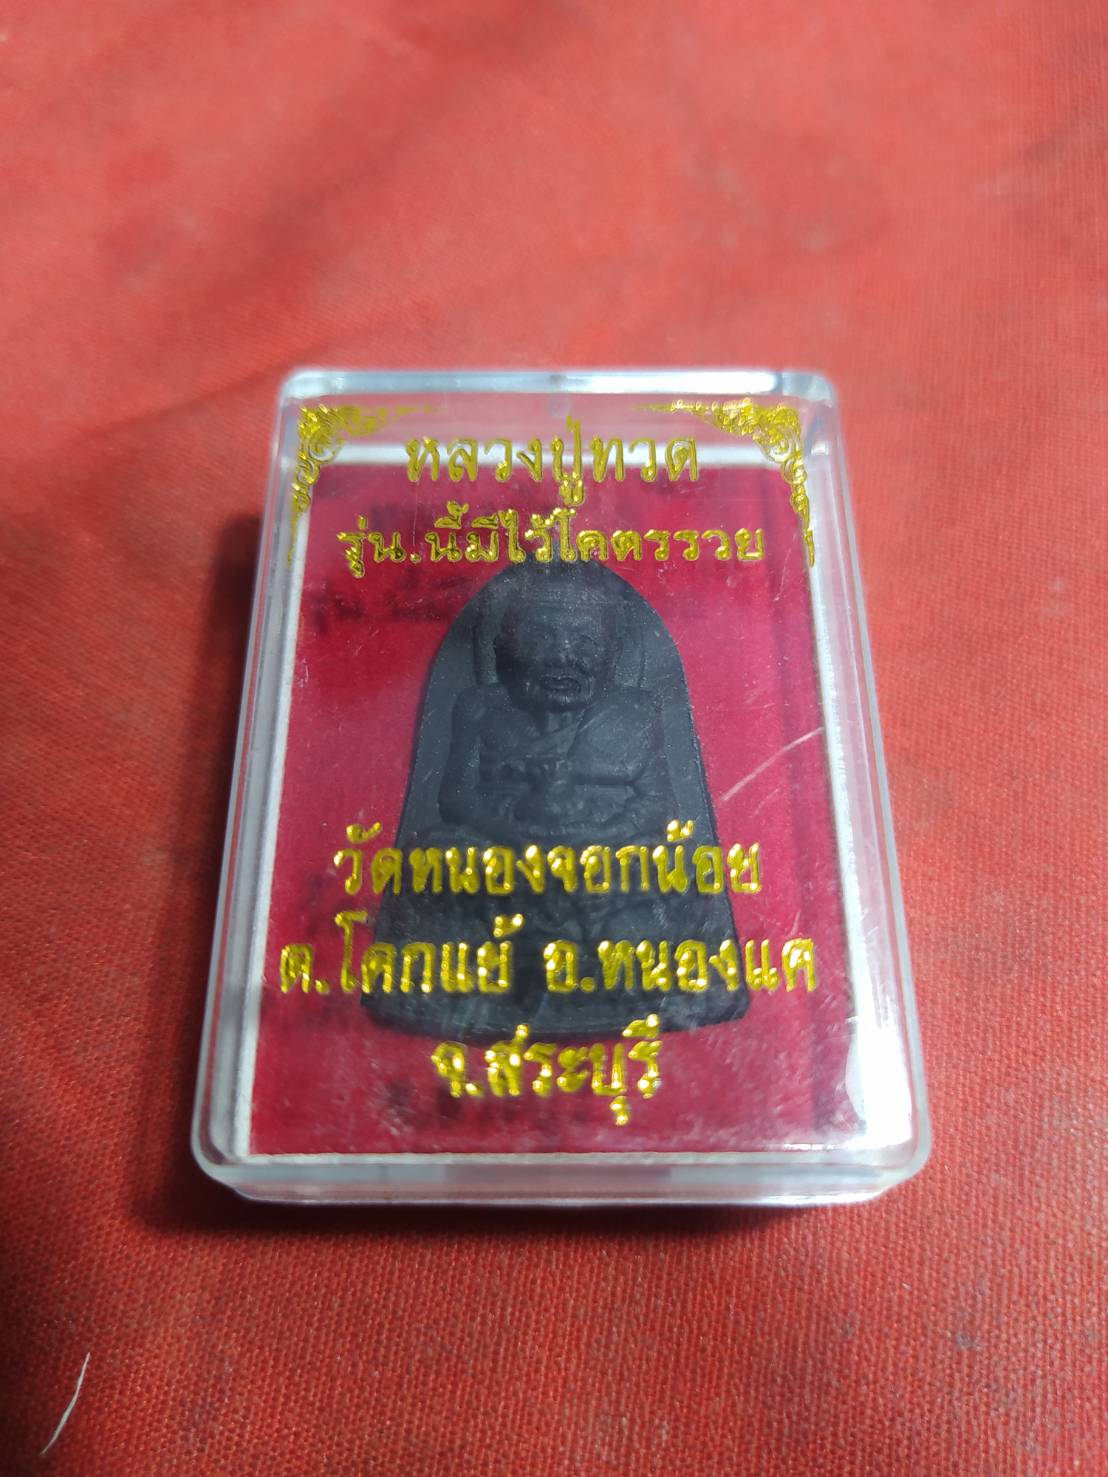 หลวงปู่ทวด
รุ่น.นี้มีไว้โคตรรวย
วัดหนองจอกน้อย
ต.โคกแย้ อ.หนองแค
จ.สระบุรี